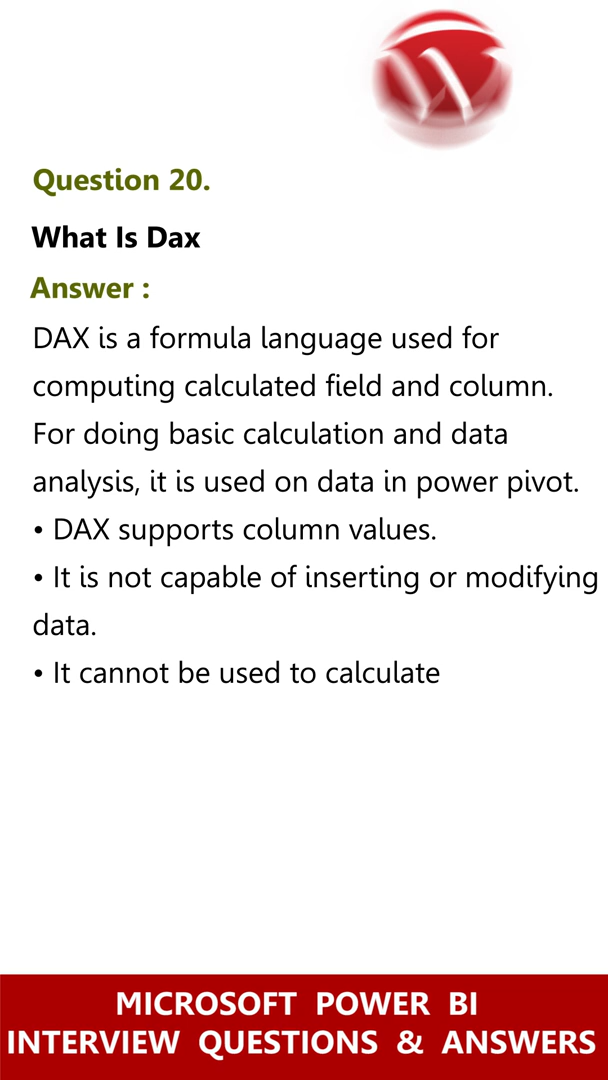 Question 20.
What Is Dax
Answer :
DAX is a formula language used for
computing calculated field and column.
For doing basic calculation and data
analysis, it is used on data in power pivot.
• DAX supports column values.
• It is not capable of inserting or modifying
data.
• It cannot be used to calculate
MICROSOFT POWER BI
INTERVIEW QUESTIONS & ANSWERS